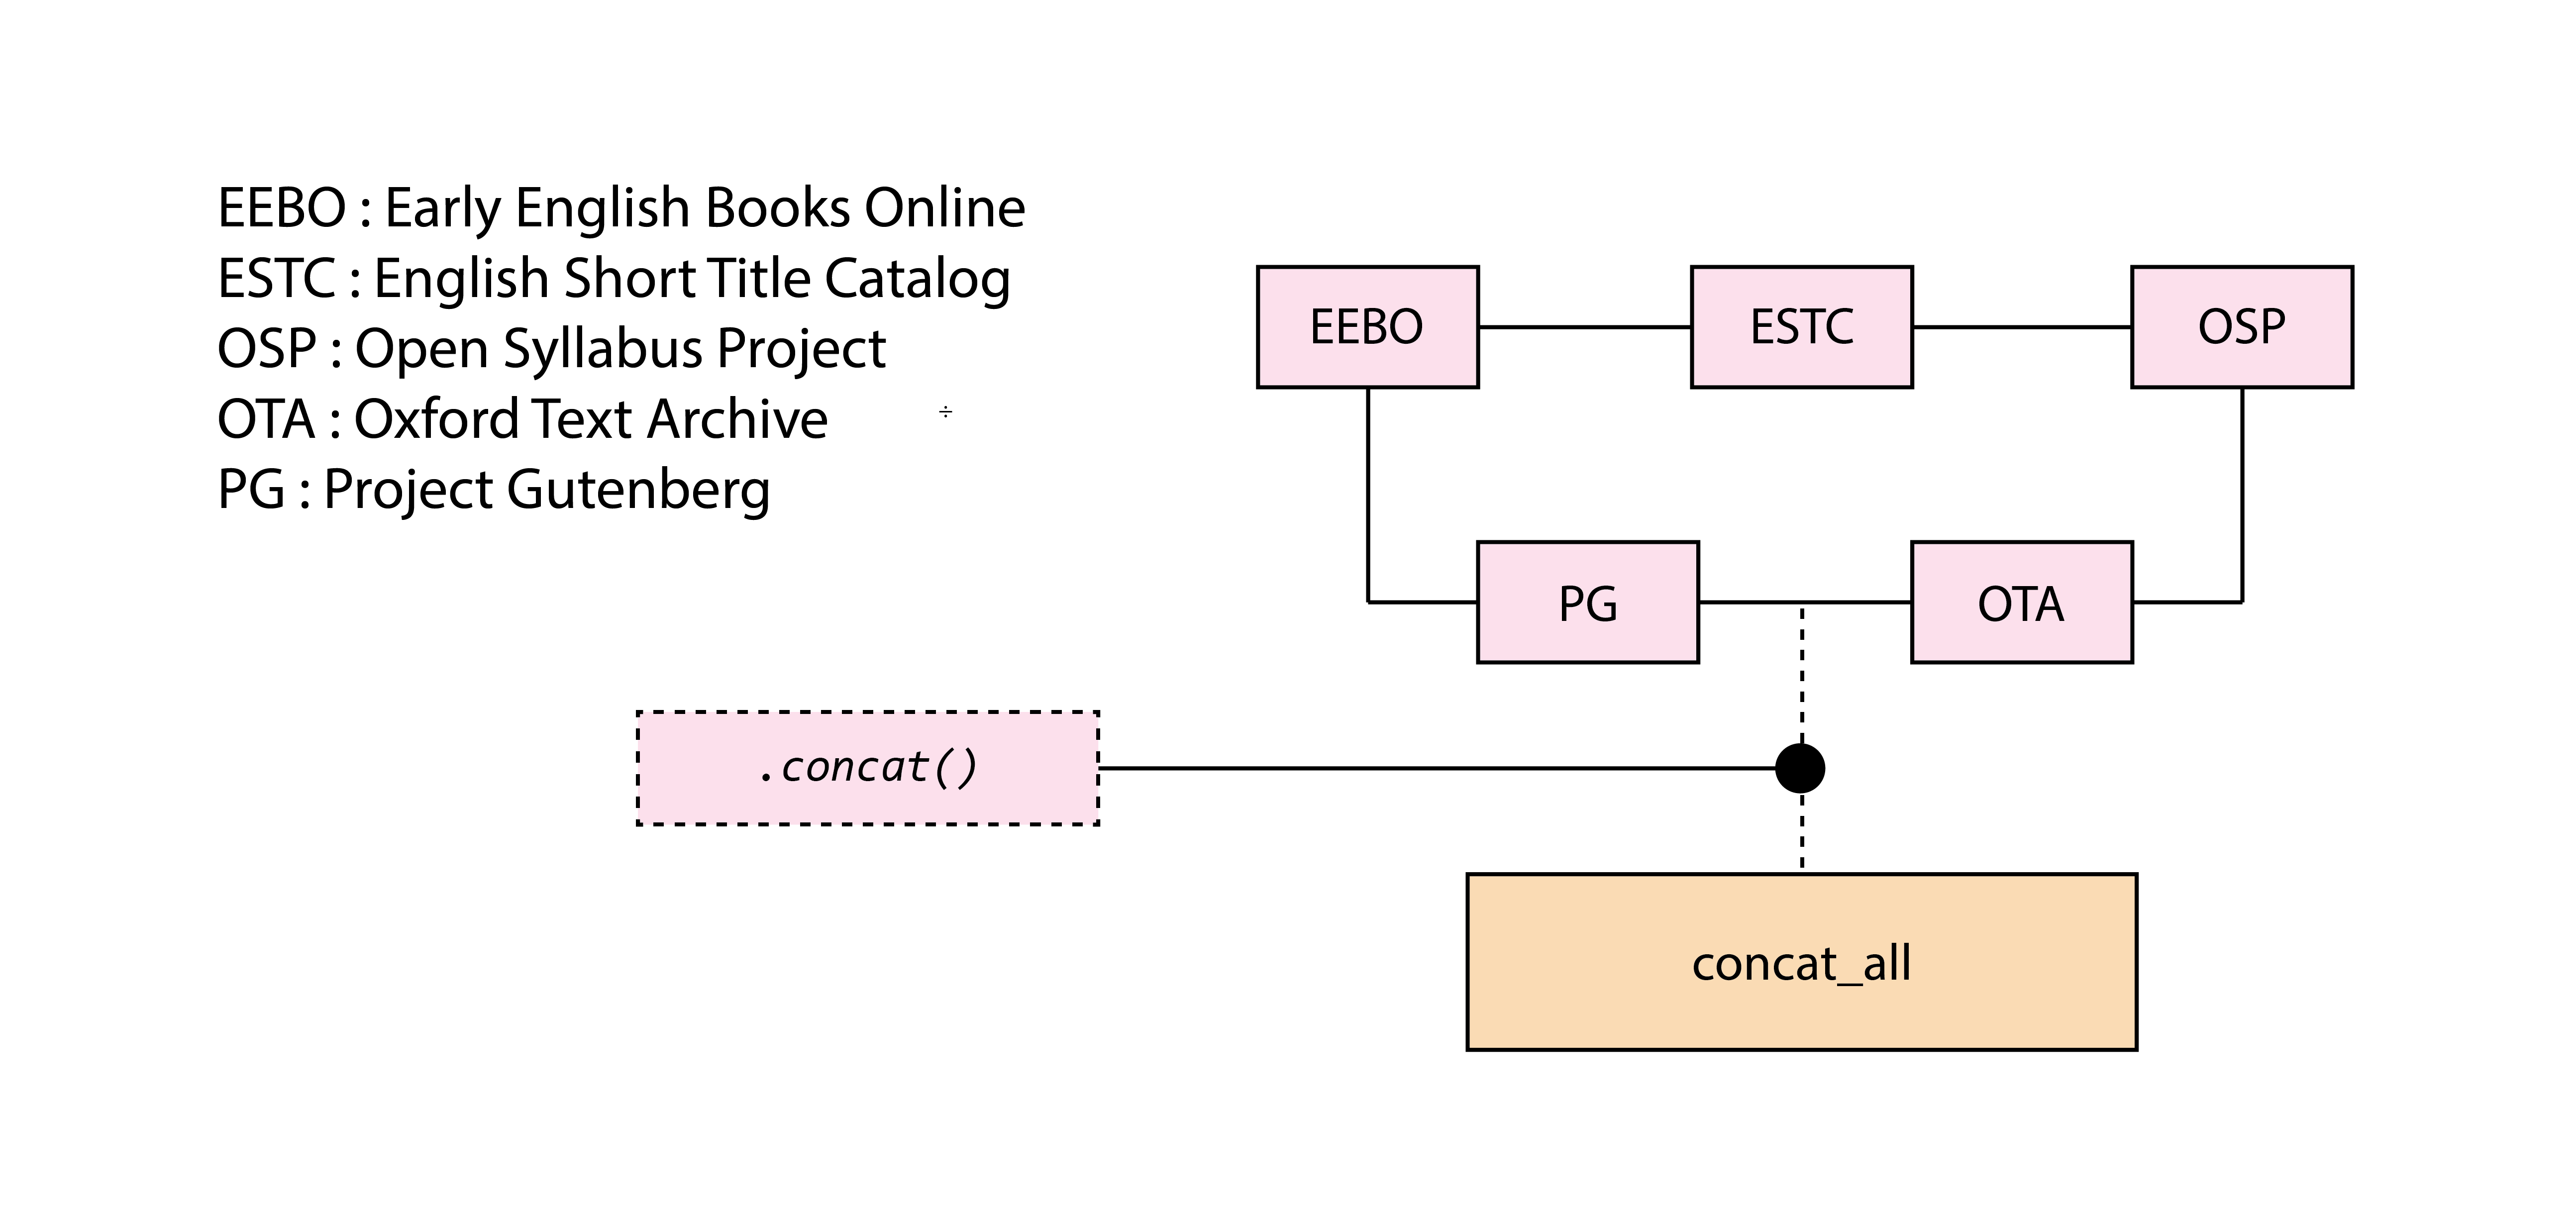 EEBO : Early English Books Online
ESTC : English Short Title Catalog
OSP : Open Syllabus Project
OTA : Oxford Text Archive
÷
PG : Project Gutenberg
EEBO
ESTC
OSP
PG
OTA
.concat()
concat_all